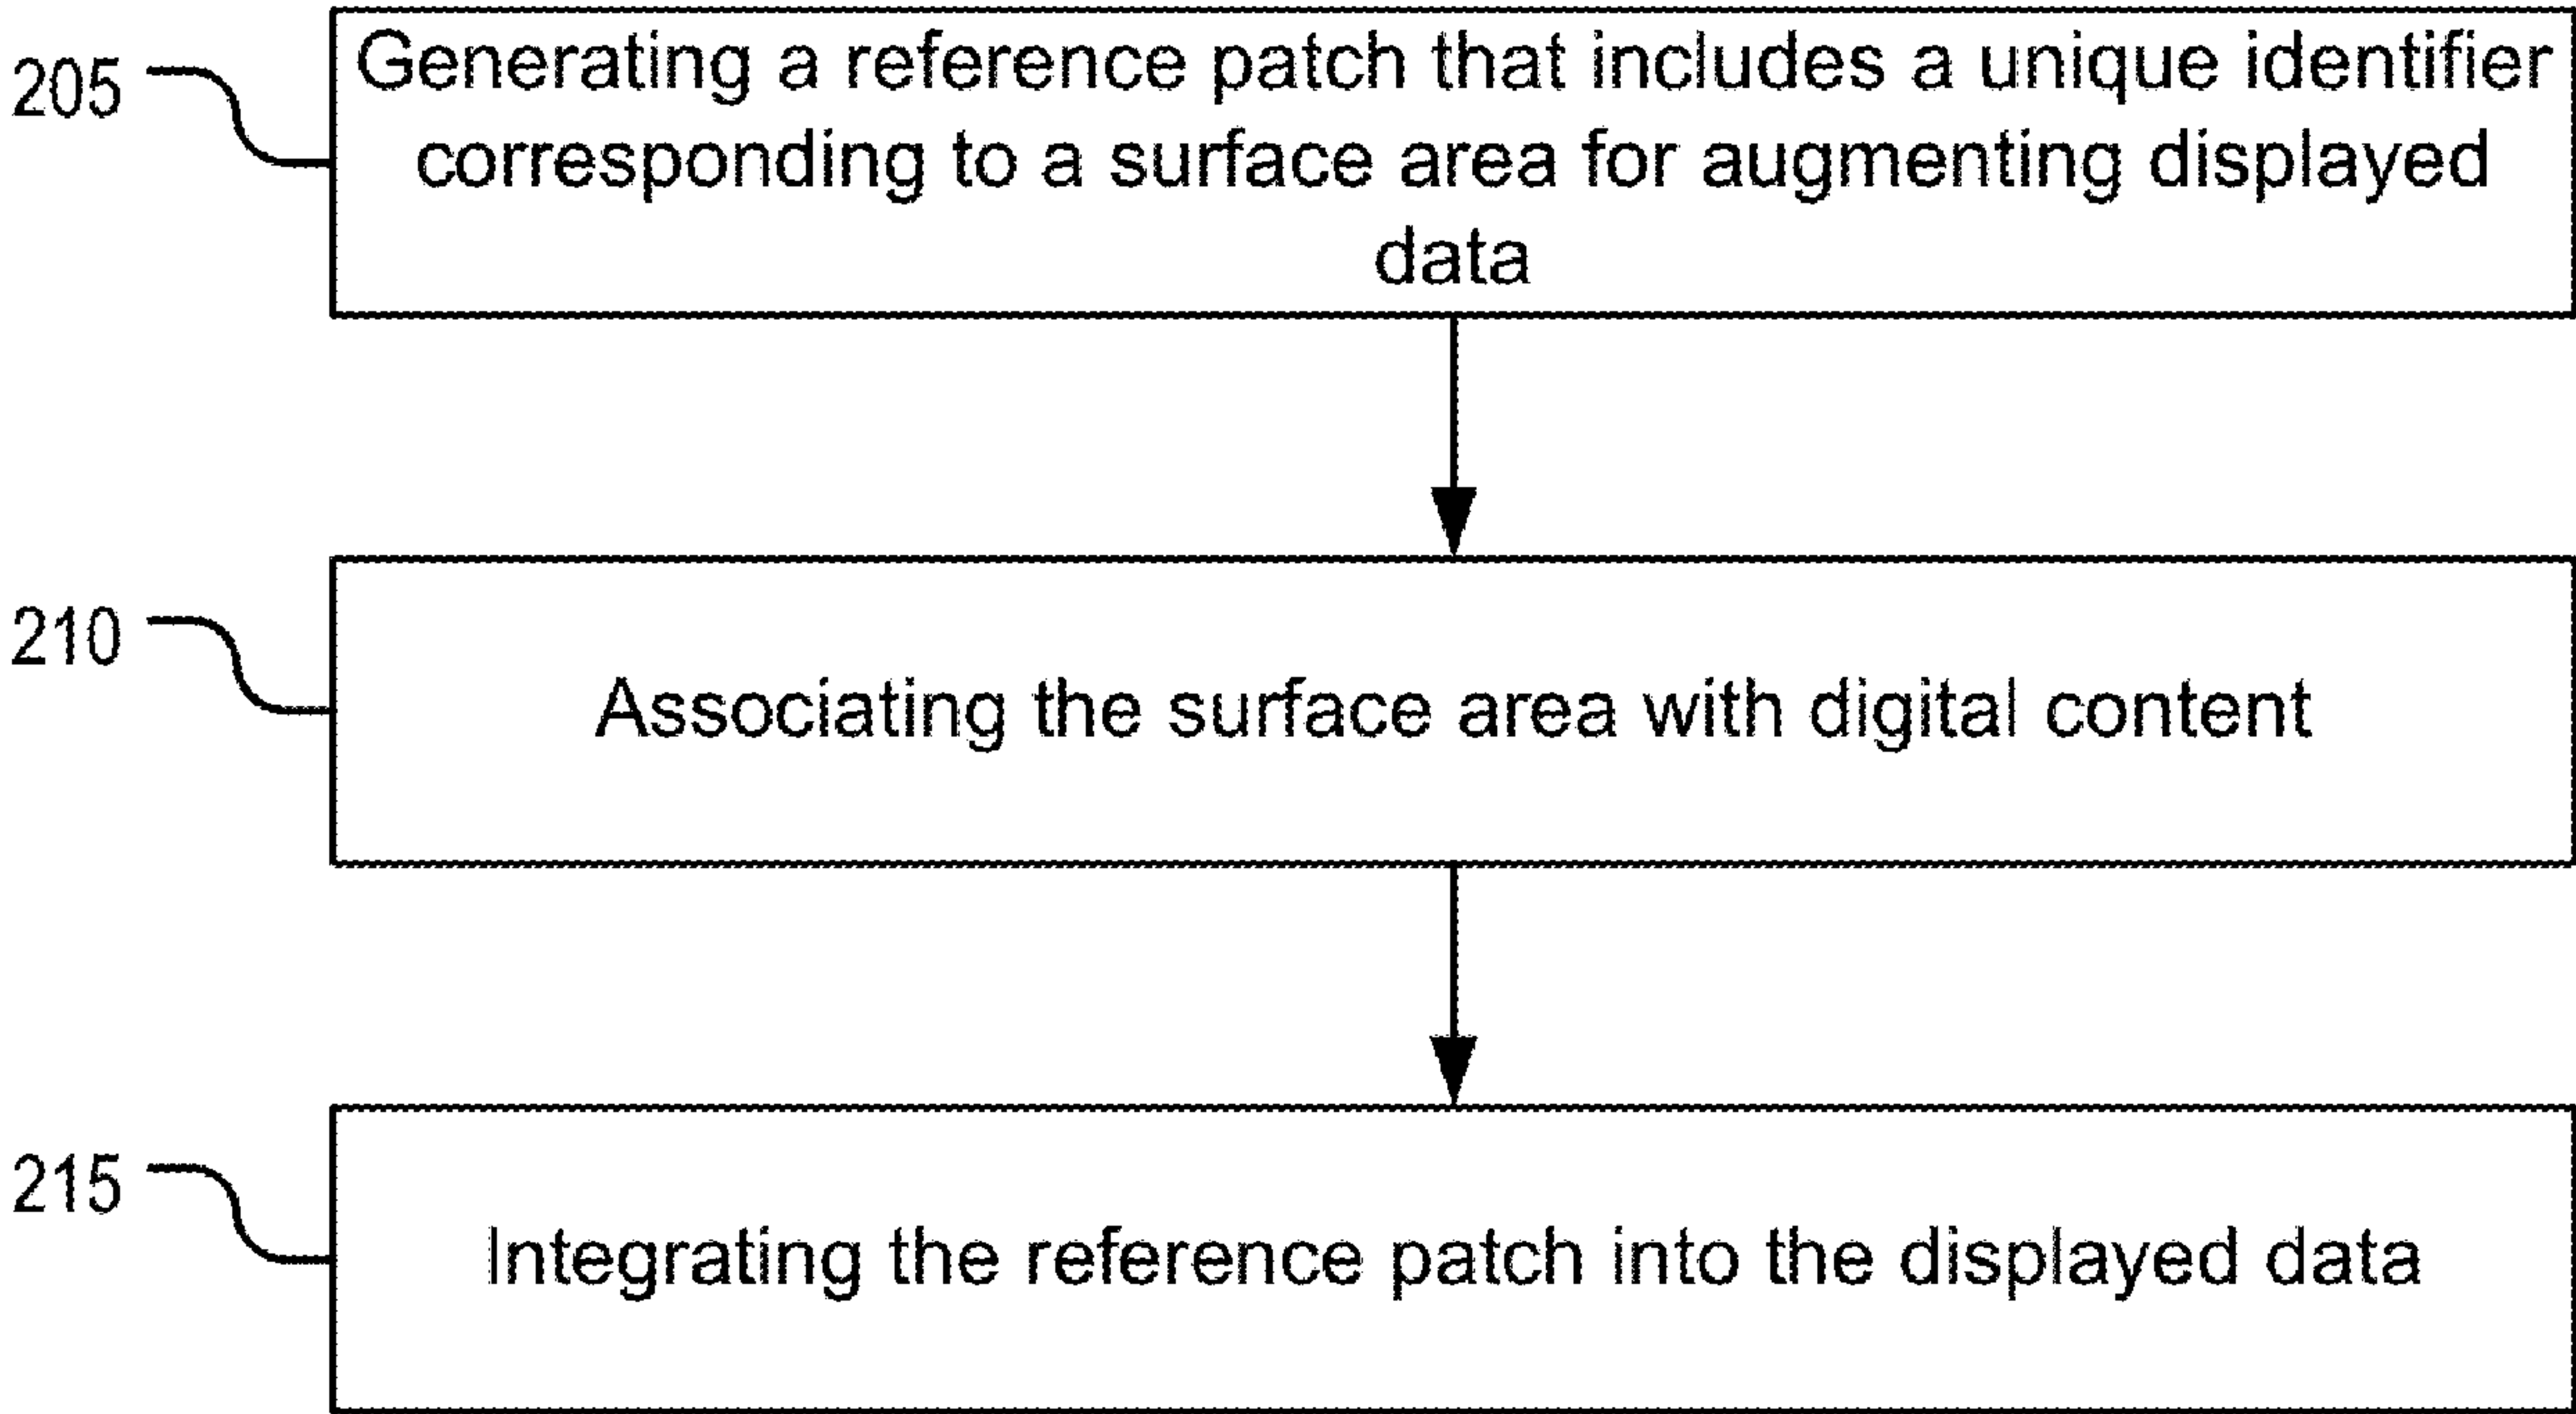 205
Generating a reference patch that includes a unique identifier
corresponding to a surface area for augmenting displayed
data
210
Associating the surface area with digital content
215
Integrating the reference patch into the displayed data